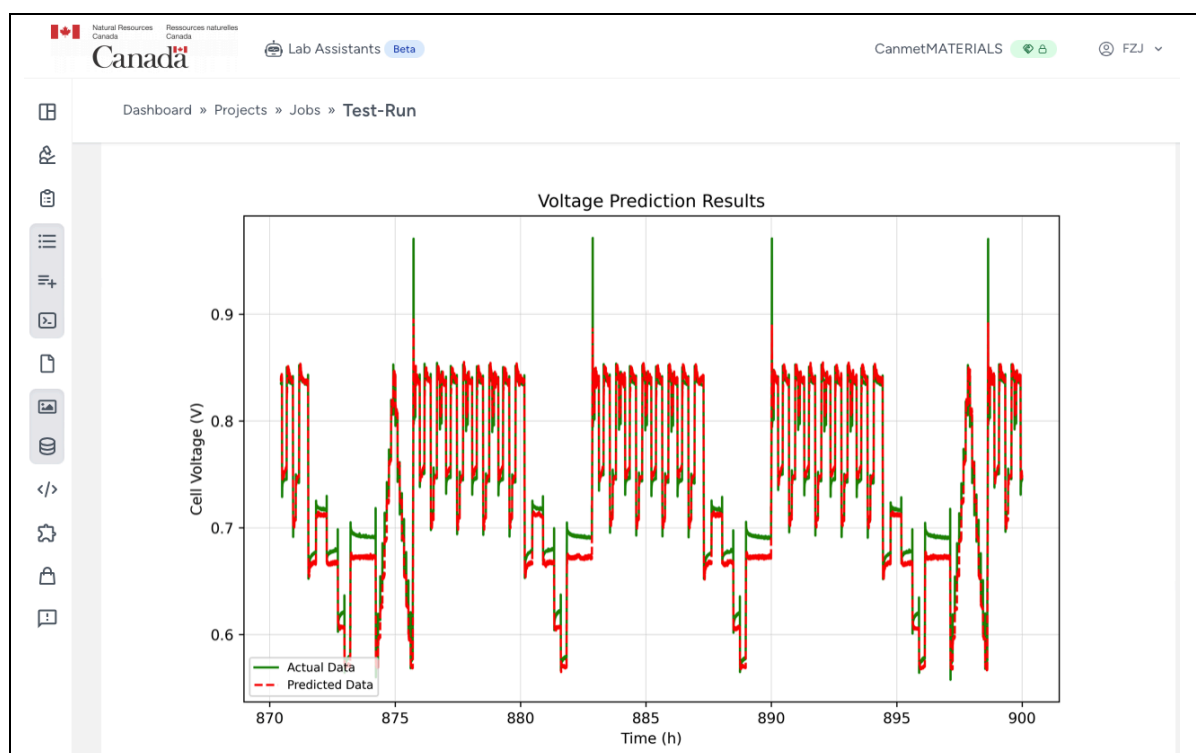 Natural Resources Ressources naturelles
Canada Canada
Canada
Lab Assistants Beta
CanmetMATERIALS
FZJ
Dashboard » Projects » Jobs » Test-Run
Voltage Prediction Results
Cell Voltage (V)
0.9
0.8
0.7
0.6
Actual Data
Predicted Data
870 875 880 885 890 895 900
Time (h)